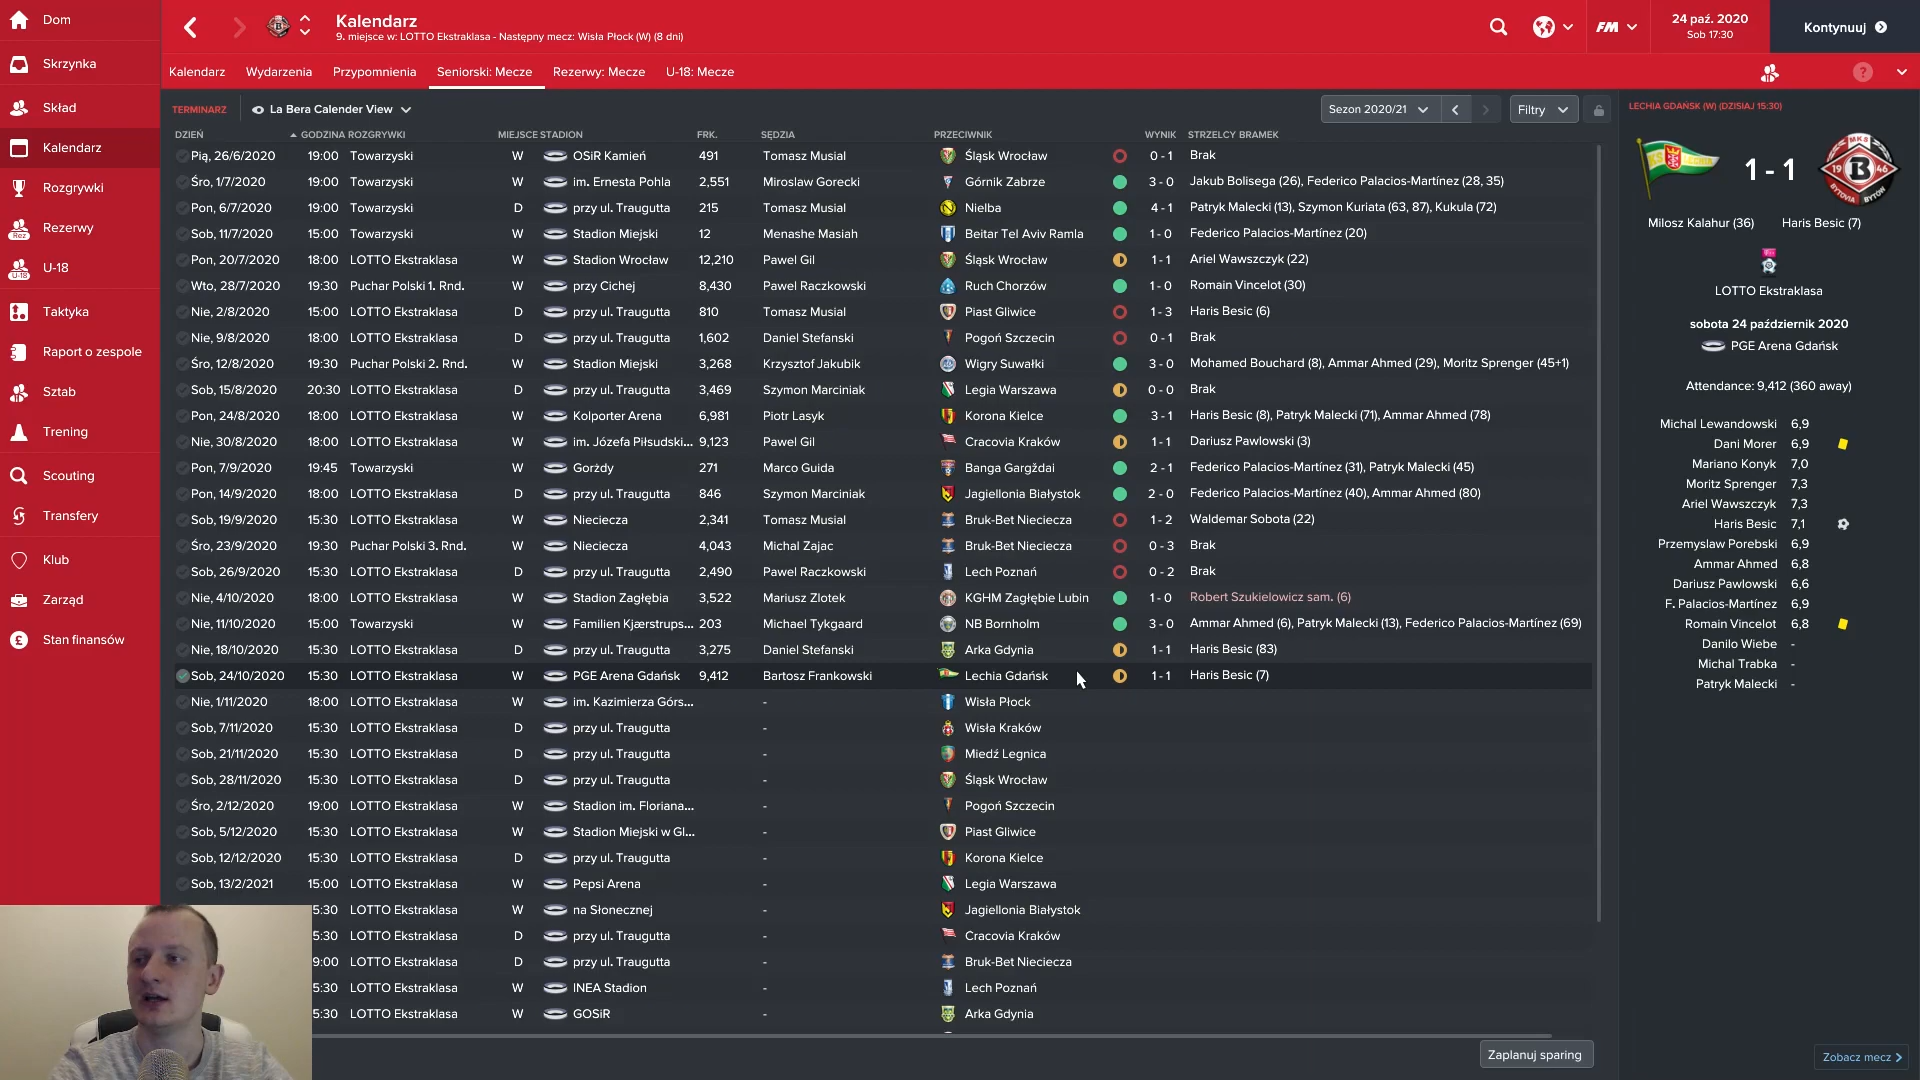 Dom
Skrzynka
Skład
Kalendarz
Rozgrywki
Rezerwy
U-18
Taktyka
Raport o zespole
Sztab
Trening
Scouting
Transfery
Klub
Zarząd
Stan finansów
Kalendarz
9. miejsce w: LOTTO Ekstraklasa - Następny mecz: Wisła Płock (W) (8 dni)
FM
24 paź. 2020
Sob 17:30
Kontynuuj
Kalendarz Wydarzenia Przypomnienia Seniorski: Mecze Rezerwy: Mecze U-18: Mecze
TERMINARZ La Bera Calender View Sezon 2020/21 Filtry
DZIEŃ GODZINA ROZGRYWKI MIEJSCE STADION FRK. SĘDZIA PRZECIWNIK WYNIK STRZELCY BRAMEK
Pią, 26/6/2020 19:00 Towarzyski W OSiR Kamień 491 Tomasz Musial Śląsk Wrocław 0 - 1 Brak
Śro, 1/7/2020 19:00 Towarzyski W im. Ernesta Pohla 2,551 Miroslaw Gorecki Górnik Zabrze 3 - 0 Jakub Bolisega (26), Federico Palacios-Martínez (28, 35)
Pon, 6/7/2020 19:00 Towarzyski D przy ul. Traugutta 215 Tomasz Musial Nielba 4 - 1 Patryk Malecki (13), Szymon Kuriata (63, 87), Kukula (72)
Sob, 11/7/2020 15:00 Towarzyski W Stadion Miejski 12 Menashe Masiah Beitar Tel Aviv Ramla 1 - 0 Federico Palacios-Martínez (20)
Pon, 20/7/2020 18:00 LOTTO Ekstraklasa W Stadion Wrocław 12,210 Pawel Gil Śląsk Wrocław 1 - 1 Ariel Wawszczyk (22)
Wto, 28/7/2020 19:30 Puchar Polski 1. Rnd. W przy Cichej 8,430 Pawel Raczkowski Ruch Chorzów 1 - 0 Romain Vincelot (30)
Nie, 2/8/2020 15:00 LOTTO Ekstraklasa D przy ul. Traugutta 810 Tomasz Musial Piast Gliwice 1 - 3 Haris Besic (6)
Nie, 9/8/2020 18:00 LOTTO Ekstraklasa D przy ul. Traugutta 1,602 Daniel Stefanski Pogoń Szczecin 0 - 1 Brak
Śro, 12/8/2020 19:30 Puchar Polski 2. Rnd. W Stadion Miejski 3,268 Krzysztof Jakubik Wigry Suwałki 3 - 0 Mohamed Bouchard (8), Ammar Ahmed (29), Moritz Sprenger (45+1)
Sob, 15/8/2020 20:30 LOTTO Ekstraklasa D przy ul. Traugutta 3,469 Szymon Marciniak Legia Warszawa 0 - 0 Brak
Pon, 24/8/2020 18:00 LOTTO Ekstraklasa W Kolporter Arena 6,981 Piotr Lasyk Korona Kielce 3 - 1 Haris Besic (8), Patryk Malecki (71), Ammar Ahmed (78)
Nie, 30/8/2020 18:00 LOTTO Ekstraklasa W im. Józefa Piłsudski... 9,123 Pawel Gil Cracovia Kraków 1 - 1 Dariusz Pawlowski (3)
Pon, 7/9/2020 19:45 Towarzyski W Gorżdy 271 Marco Guida Banga Gargždai 2 - 1 Federico Palacios-Martínez (31), Patryk Malecki (45)
Pon, 14/9/2020 18:00 LOTTO Ekstraklasa D przy ul. Traugutta 846 Szymon Marciniak Jagiellonia Białystok 2 - 0 Federico Palacios-Martínez (40), Ammar Ahmed (80)
Sob, 19/9/2020 15:30 LOTTO Ekstraklasa W Nieciecza 2,341 Tomasz Musial Bruk-Bet Nieciecza 1 - 2 Waldemar Sobota (22)
Śro, 23/9/2020 19:30 Puchar Polski 3. Rnd. W Nieciecza 4,043 Michal Zajac Bruk-Bet Nieciecza 0 - 3 Brak
Sob, 26/9/2020 15:30 LOTTO Ekstraklasa D przy ul. Traugutta 2,490 Pawel Raczkowski Lech Poznań 0 - 2 Brak
Nie, 4/10/2020 18:00 LOTTO Ekstraklasa W Stadion Zagłębia 3,522 Mariusz Zlotek KGHM Zagłębie Lubin 1 - 0 Robert Szukielowicz sam. (6)
Nie, 11/10/2020 15:00 Towarzyski W Familien Kjærstrups... 203 Michael Tykgaard NB Bornholm 3 - 0 Ammar Ahmed (6), Patryk Malecki (13), Federico Palacios-Martínez (69)
Nie, 18/10/2020 15:30 LOTTO Ekstraklasa D przy ul. Traugutta 3,275 Daniel Stefanski Arka Gdynia 1 - 1 Haris Besic (83)
Sob, 24/10/2020 15:30 LOTTO Ekstraklasa W PGE Arena Gdańsk 9,412 Bartosz Frankowski Lechia Gdańsk 1 - 1 Haris Besic (7)
Nie, 1/11/2020 18:00 LOTTO Ekstraklasa W im. Kazimierza Górs... - Wisła Płock
Sob, 7/11/2020 15:30 LOTTO Ekstraklasa D przy ul. Traugutta - Wisła Kraków
Sob, 21/11/2020 15:30 LOTTO Ekstraklasa D przy ul. Traugutta - Miedź Legnica
Sob, 28/11/2020 15:30 LOTTO Ekstraklasa D przy ul. Traugutta - Śląsk Wrocław
Śro, 2/12/2020 19:00 LOTTO Ekstraklasa W Stadion im. Floriana... - Pogoń Szczecin
Sob, 5/12/2020 15:30 LOTTO Ekstraklasa W Stadion Miejski w Gl... - Piast Gliwice
Sob, 12/12/2020 15:30 LOTTO Ekstraklasa D przy ul. Traugutta - Korona Kielce
Sob, 13/2/2021 15:00 LOTTO Ekstraklasa W Pepsi Arena - Legia Warszawa
5:30 LOTTO Ekstraklasa W na Słonecznej - Jagiellonia Białystok
5:30 LOTTO Ekstraklasa D przy ul. Traugutta - Cracovia Kraków
9:00 LOTTO Ekstraklasa D przy ul. Traugutta - Bruk-Bet Nieciecza
5:30 LOTTO Ekstraklasa W INEA Stadion - Lech Poznań
5:30 LOTTO Ekstraklasa W GOSiR - Arka Gdynia
Zaplanuj sparing
LECHIA GDAŃSK (W) (DZISIAJ 15:30)
1 - 1
Milosz Kalahur (36) Haris Besic (7)
LOTTO Ekstraklasa
sobota 24 październik 2020
PGE Arena Gdańsk
Attendance: 9,412 (360 away)
Michal Lewandowski 6,9
Dani Morer 6,9
Mariano Konyk 7,0
Moritz Sprenger 7,3
Ariel Wawszczyk 7,3
Haris Besic 7,1
Przemyslaw Porebski 6,9
Ammar Ahmed 6,8
Dariusz Pawlowski 6,6
F. Palacios-Martínez 6,9
Romain Vincelot 6,8
Danilo Wiebe -
Michal Trabka -
Patryk Malecki -
Zobacz mecz